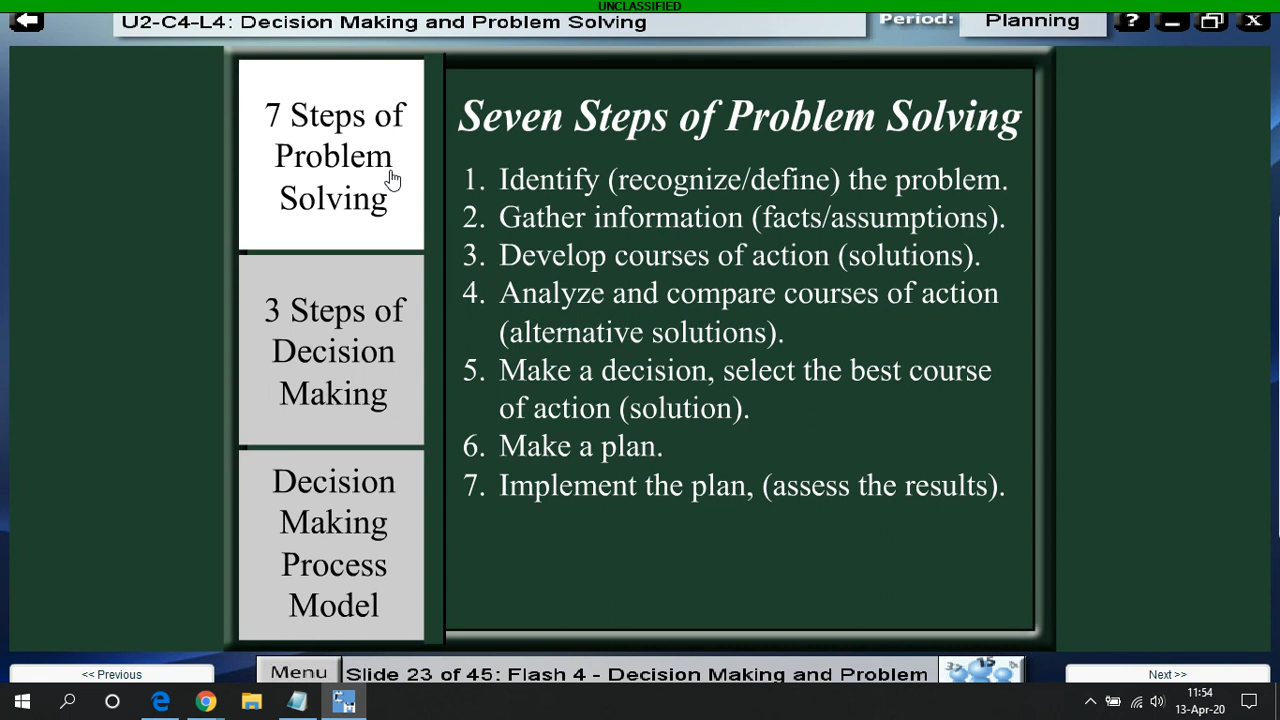 UNCLASSIFIED
U2-C4-L4: Decision Making and Problem Solving
Period:
Planning
?
X
7 Steps of
Problem
Solving
3 Steps of
Decision
Making
Decision
Making
Process
Model
Seven Steps of Problem Solving
1. Identify (recognize/define) the problem.
2. Gather information (facts/assumptions).
3. Develop courses of action (solutions).
4. Analyze and compare courses of action
(alternative solutions).
5. Make a decision, select the best course
of action (solution).
6. Make a plan.
7. Implement the plan, (assess the results).
<< Previous
Menu
Slide 23 of 45: Flash 4 - Decision Making and Problem
15
Next >>
11:54
13-Apr-20